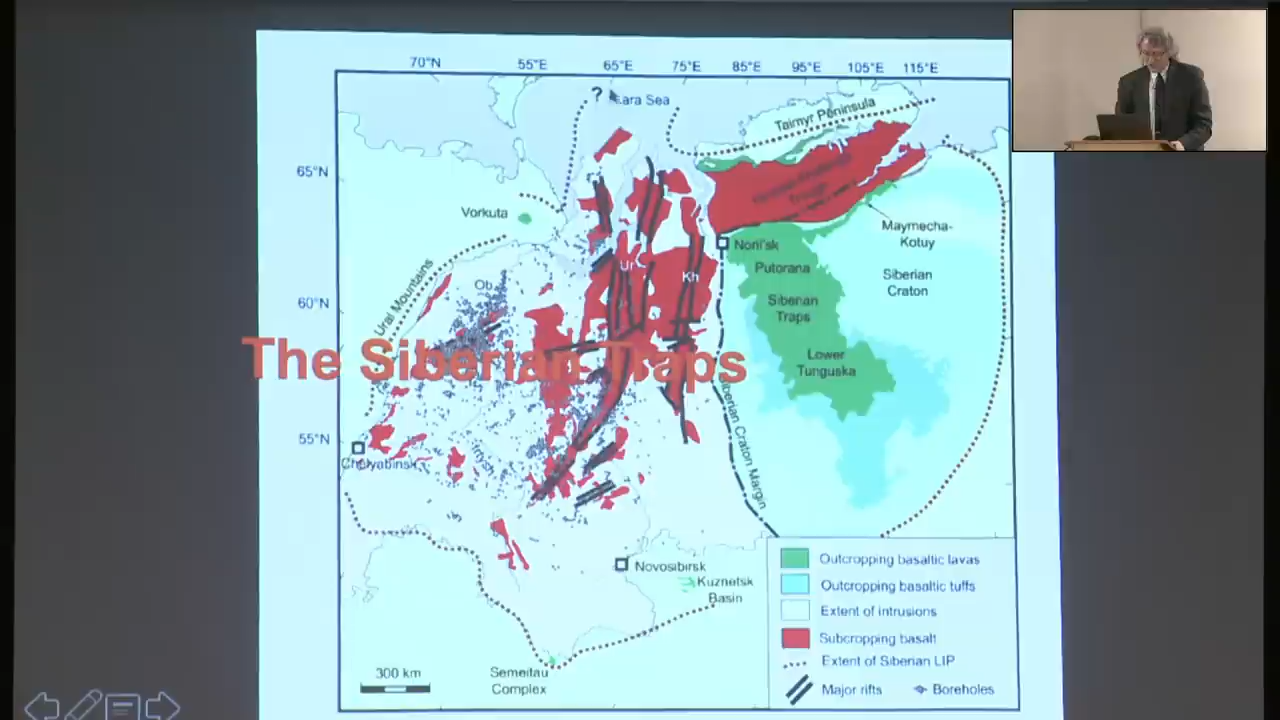 70°N
55°E
65°E
75°E
85°E
95°E
105°E
115°E
?
Kara Sea
Taimyr Peninsula
65°N
Vorkuta
Maymecha-
Kotuy
Noril'sk
Ural Mountains
Ur
Kh
Putorana
Siberian
Craton
Ob
60°N
Siberian
Traps
The Siberian Traps
Lower
Tunguska
55°N
Siberian Craton Margin
Chelyabinsk
Irtysh
Novosibirsk
Kuznetsk
Basin
Outcropping basaltic lavas
Outcropping basaltic tuffs
Extent of intrusions
Subcropping basalt
Extent of Siberian LIP
Major rifts
Boreholes
300 km
Semeitau
Complex